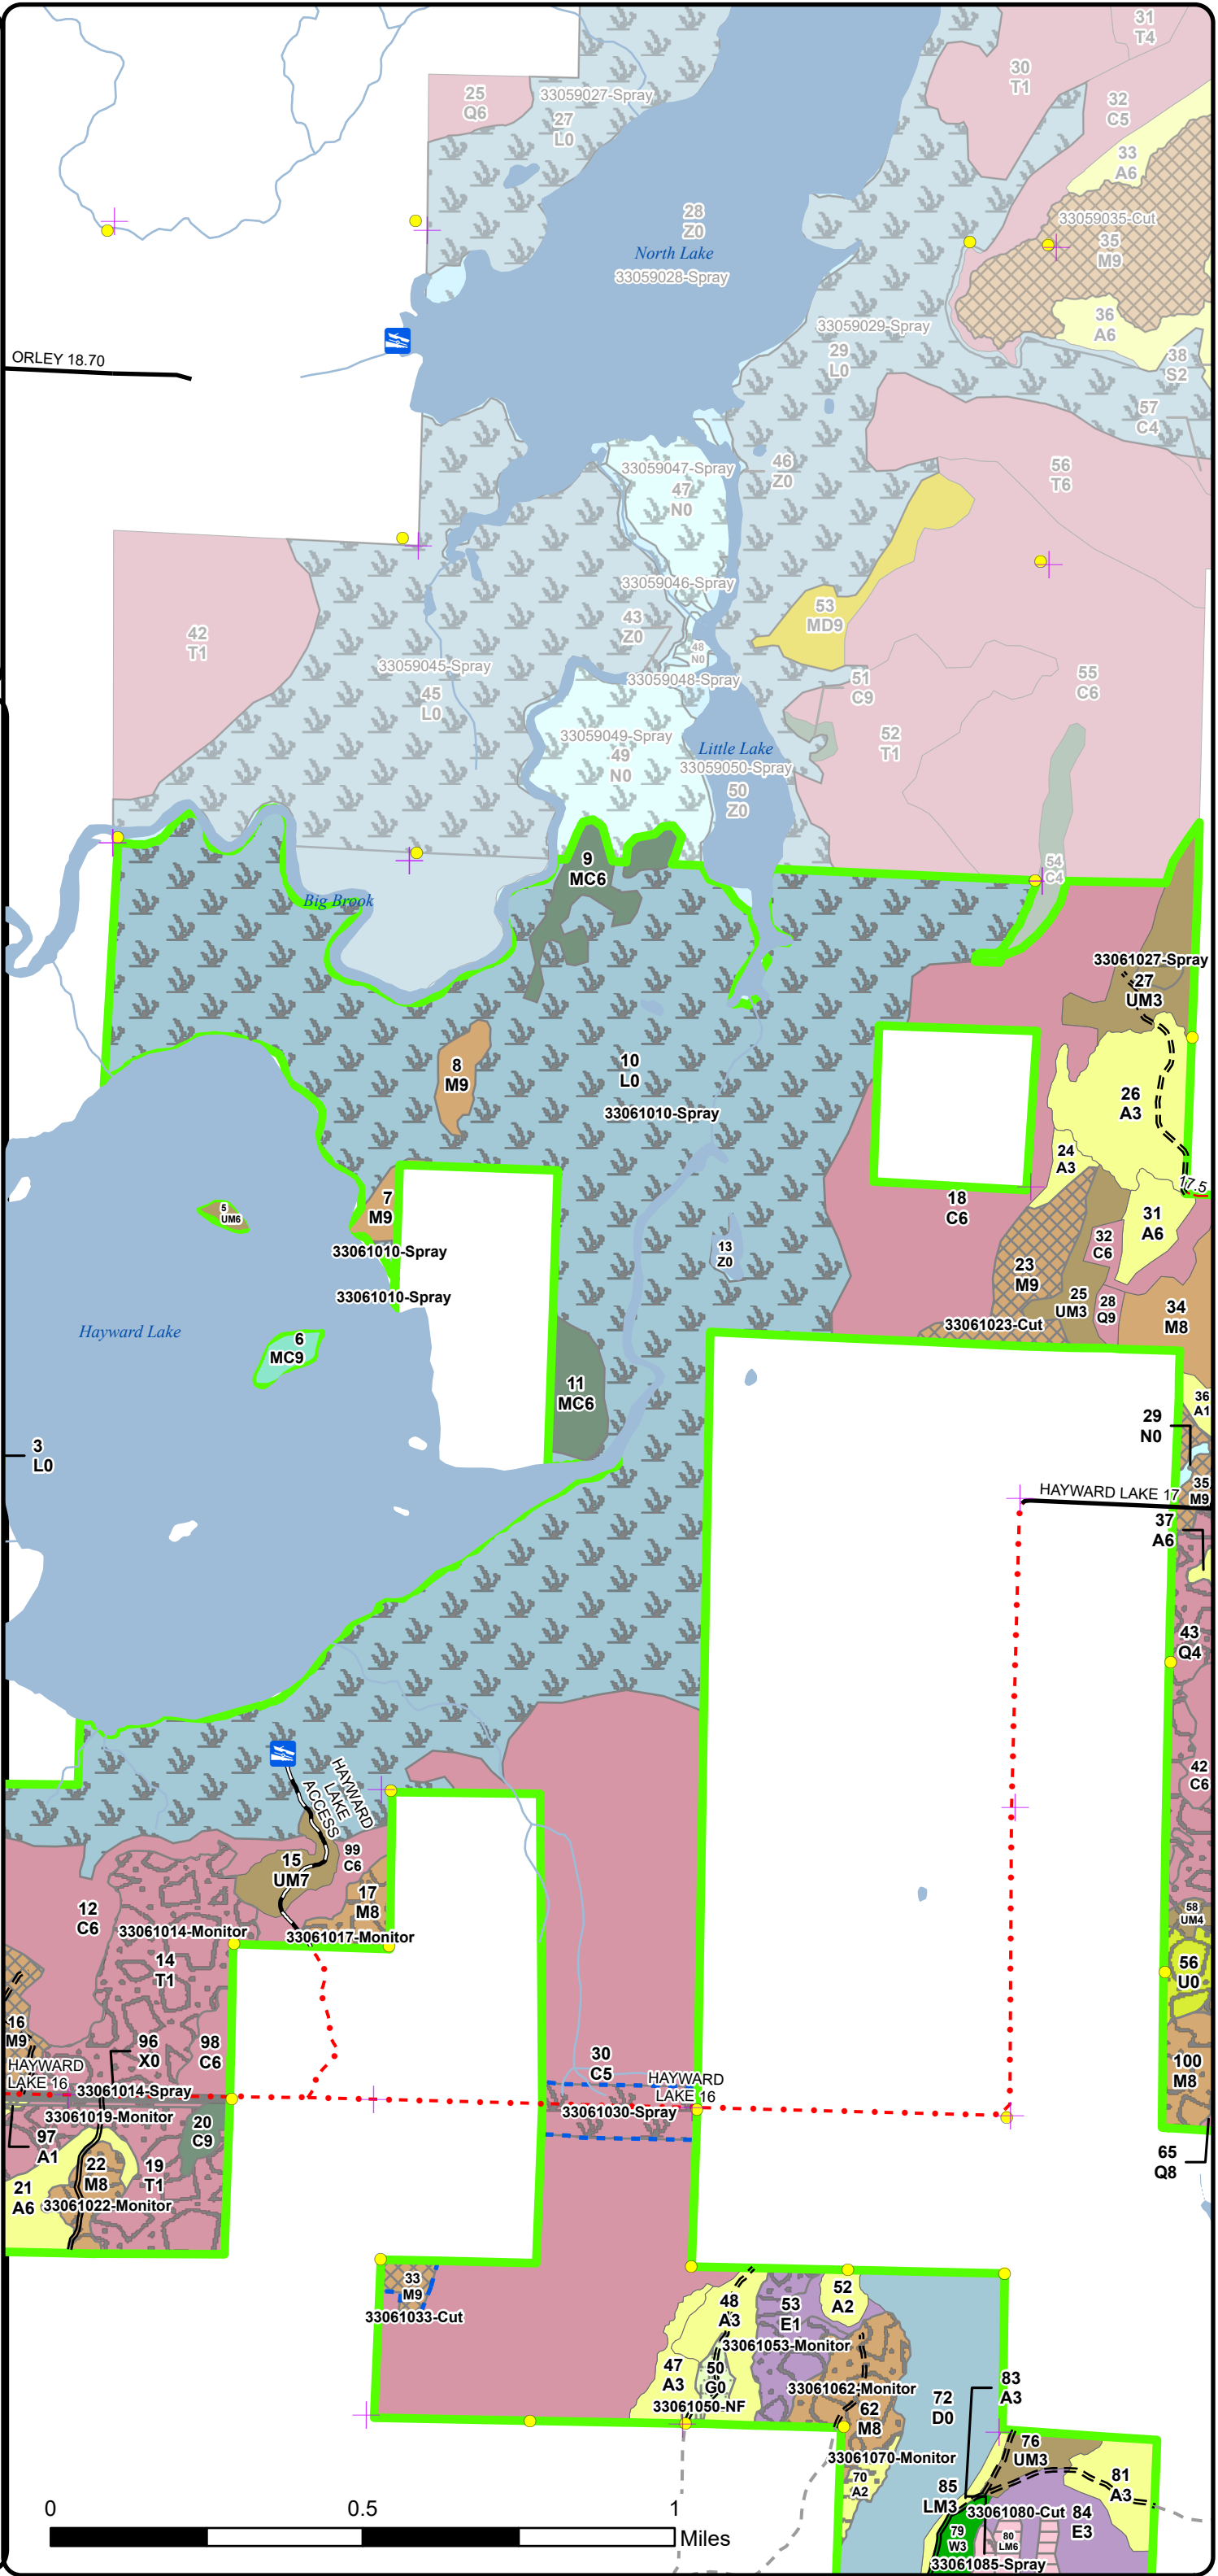 31
T4
30
T1
25
Q6
33059027-Spray
27
L0
32
C5
33
A6
28
Z0
North Lake
33059028-Spray
33059035-Cut
35
M9
36
A6
33059029-Spray
29
L0
38
S2
ORLEY 18.70
57
C4
33059047-Spray
47
N0
46
Z0
56
T6
33059046-Spray
43
Z0
53
MD9
42
T1
48
N0
33059045-Spray
45
L0
33059048-Spray
51
C9
55
C6
33059049-Spray
49
N0
Little Lake
33059050-Spray
50
Z0
52
T1
9
MC6
54
C4
Big Brook
33061027-Spray
27
UM3
8
M9
10
L0
33061010-Spray
26
A3
24
A3
17.5
5
UM6
7
M9
18
C6
31
A6
33061010-Spray
13
Z0
32
C6
33061010-Spray
23
M9
25
UM3
28
Q9
34
M8
Hayward Lake
6
MC9
33061023-Cut
11
MC6
36
A1
29
N0
3
L0
35
M9
HAYWARD LAKE 17
37
A6
43
Q4
HAYWARD
LAKE
ACCESS
42
C6
15
UM7
99
C6
17
M8
12
C6
33061014-Monitor
33061017-Monitor
14
T1
58
UM4
56
U0
16
M9
96
X0
98
C6
30
C5
100
M8
HAYWARD
LAKE 16
33061014-Spray
HAYWARD
LAKE 16
33061030-Spray
33061019-Monitor
20
C9
97
A1
22
M8
19
T1
65
Q8
21
A6
33061022-Monitor
33
M9
33061033-Cut
48
A3
53
E1
52
A2
33061053-Monitor
47
A3
50
G0
33061050-NF
33061062-Monitor
62
M8
72
D0
83
A3
76
UM3
33061070-Monitor
70
A2
85
LM3
81
A3
33061080-Cut
84
E3
79
W3
80
LM6
33061085-Spray
0
0.5
1
Miles